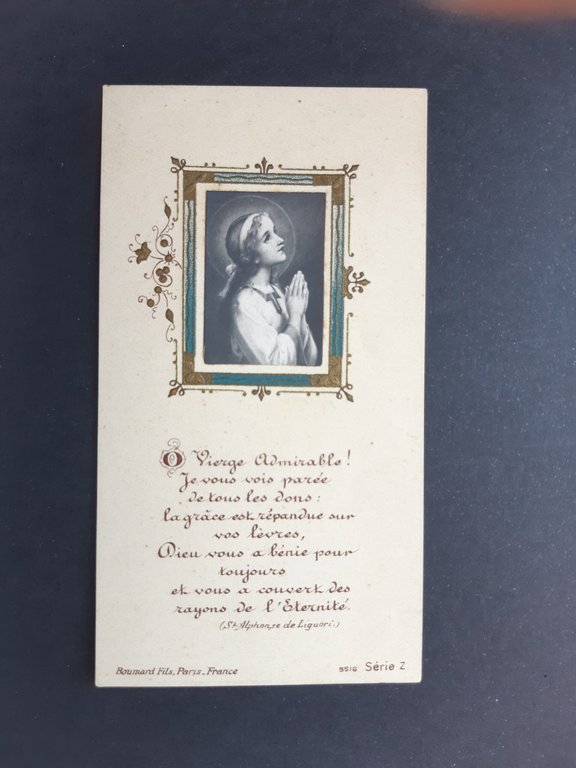 O Vierge Admirable!
Je vous vois parée
de tous les dons:
la grâce est répandue sur
vos lèvres,
Dieu vous a bénie pour
toujours
et vous a couvert des
rayons de l'Eternité.
(St Alphonse de Liguori.)
Boumard Fils, Paris-France
5516 Série Z